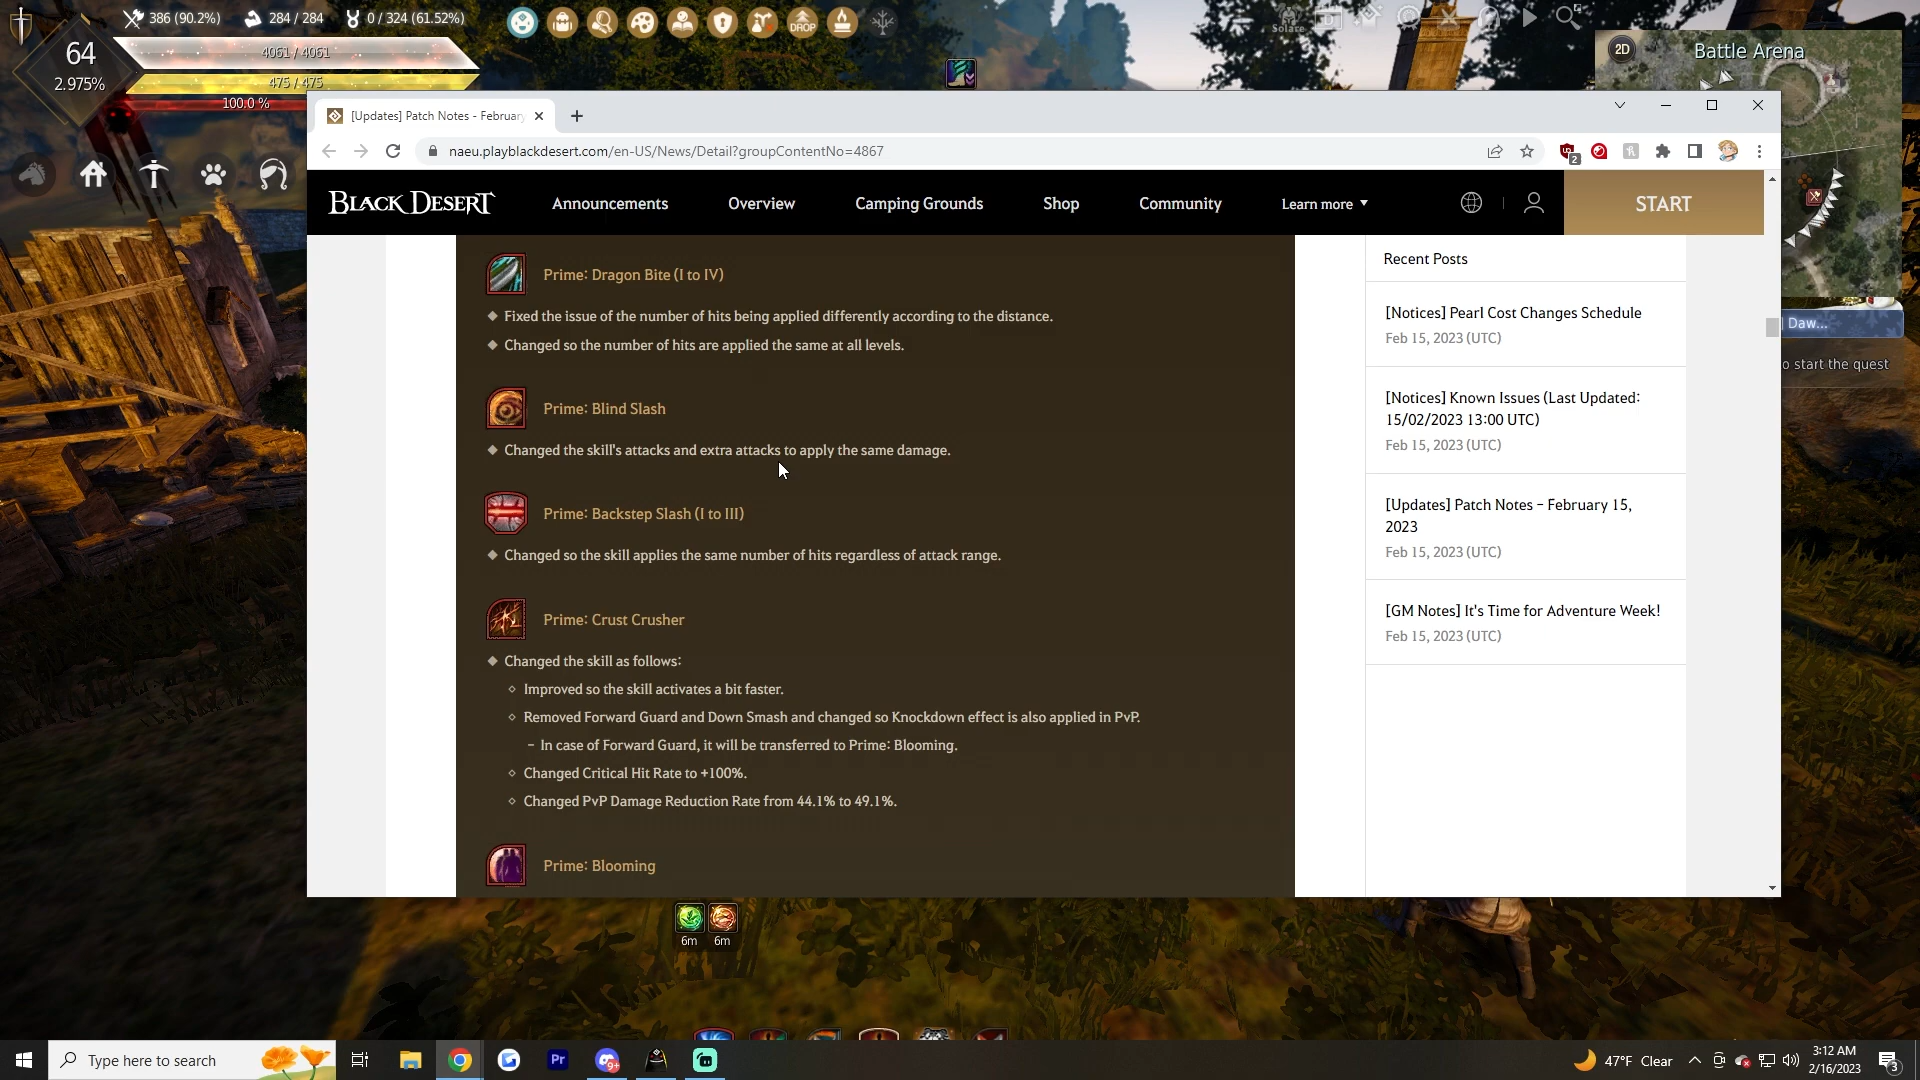 386 (90.2%) 284 / 284 0 / 324 (61.52%)
64
2.975%
4061 / 4061
475 / 475
100.0 %
DROP
Solare
2D Battle Arena
[Updates] Patch Notes - February
naeu.playblackdesert.com/en-US/News/Detail?groupContentNo=4867
2
BLACK DESERT Announcements Overview Camping Grounds Shop Community Learn more START
Prime: Dragon Bite (I to IV)
Fixed the issue of the number of hits being applied differently according to the distance.
Changed so the number of hits are applied the same at all levels.
Prime: Blind Slash
Changed the skill's attacks and extra attacks to apply the same damage.
Prime: Backstep Slash (I to III)
Changed so the skill applies the same number of hits regardless of attack range.
Prime: Crust Crusher
Changed the skill as follows:
Improved so the skill activates a bit faster.
Removed Forward Guard and Down Smash and changed so Knockdown effect is also applied in PvP.
- In case of Forward Guard, it will be transferred to Prime: Blooming.
Changed Critical Hit Rate to +100%.
Changed PvP Damage Reduction Rate from 44.1% to 49.1%.
Prime: Blooming
Recent Posts
[Notices] Pearl Cost Changes Schedule
Feb 15, 2023 (UTC)
[Notices] Known Issues (Last Updated:
15/02/2023 13:00 UTC)
Feb 15, 2023 (UTC)
[Updates] Patch Notes - February 15,
2023
Feb 15, 2023 (UTC)
[GM Notes] It's Time for Adventure Week!
Feb 15, 2023 (UTC)
Daw...
o start the quest
6m 6m
Type here to search
Pr
9+
47°F Clear
3:12 AM
2/16/2023
3